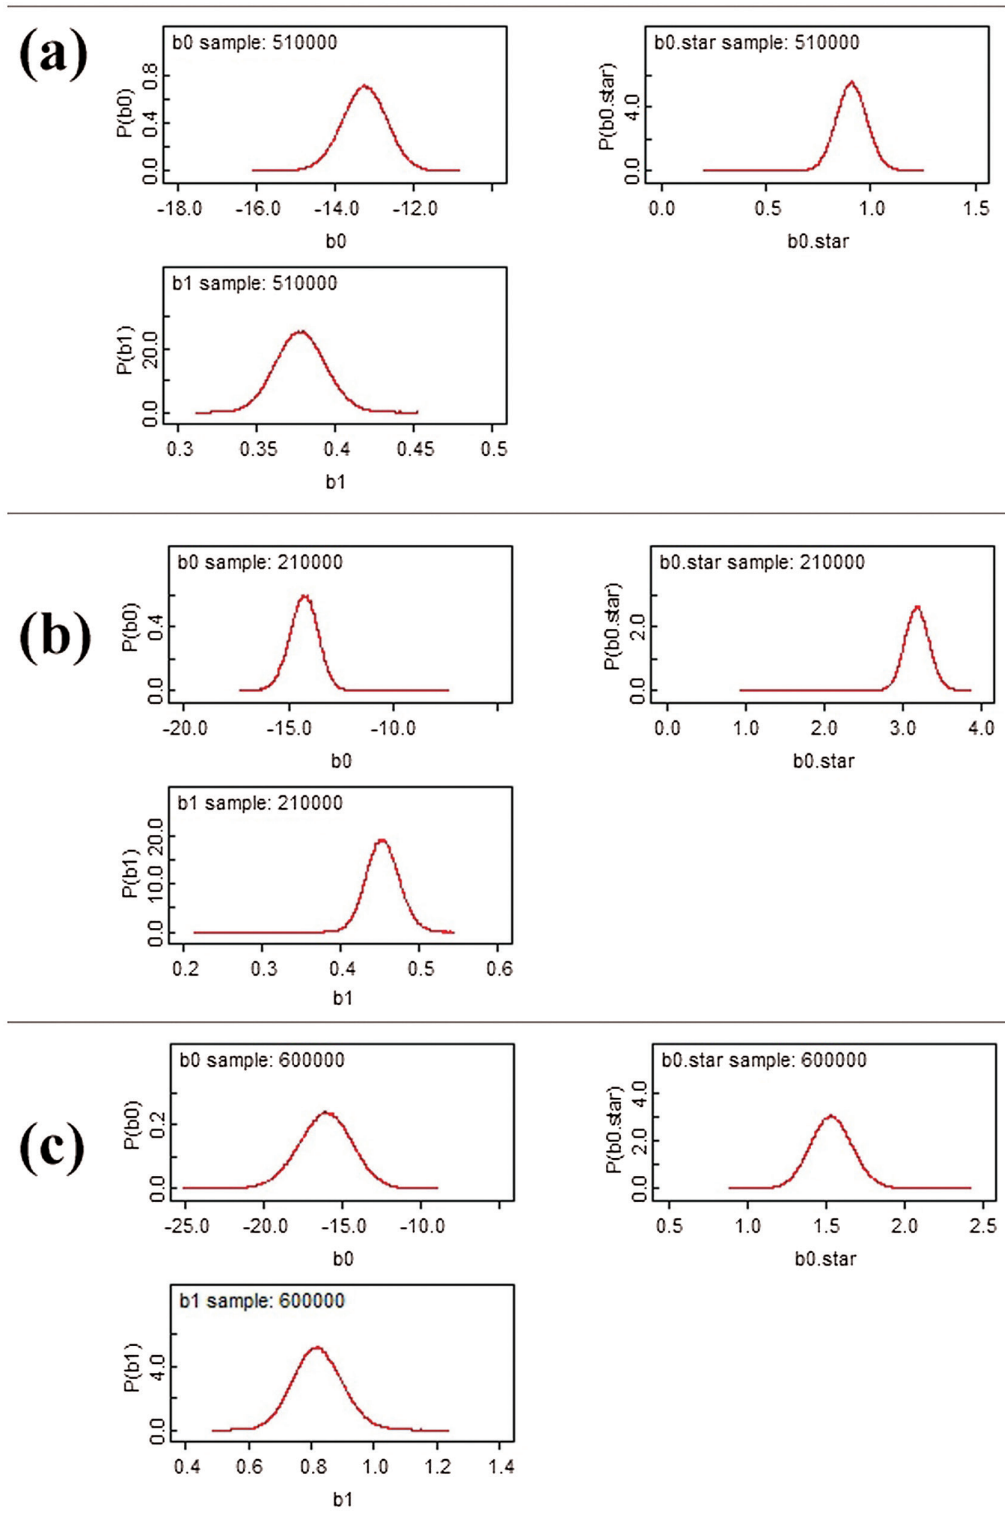 (a)
b0 sample: 510000
P(b0)
0.0 0.4 0.8
-18.0 -16.0 -14.0 -12.0
b0
b0.star sample: 510000
P(b0.star)
0.0 4.0
0.0 0.5 1.0 1.5
b0.star
b1 sample: 510000
P(b1)
0.0 20.0
0.3 0.35 0.4 0.45 0.5
b1
(b)
b0 sample: 210000
P(b0)
0.0 0.4
-20.0 -15.0 -10.0
b0
b0.star sample: 210000
P(b0.star)
0.0 2.0
0.0 1.0 2.0 3.0 4.0
b0.star
b1 sample: 210000
P(b1)
0.0 10.0 20.0
0.2 0.3 0.4 0.5 0.6
b1
(c)
b0 sample: 600000
P(b0)
0.0 0.2
-25.0 -20.0 -15.0 -10.0
b0
b0.star sample: 600000
P(b0.star)
0.0 2.0 4.0
0.5 1.0 1.5 2.0 2.5
b0.star
b1 sample: 600000
P(b1)
0.0 4.0
0.4 0.6 0.8 1.0 1.2 1.4
b1